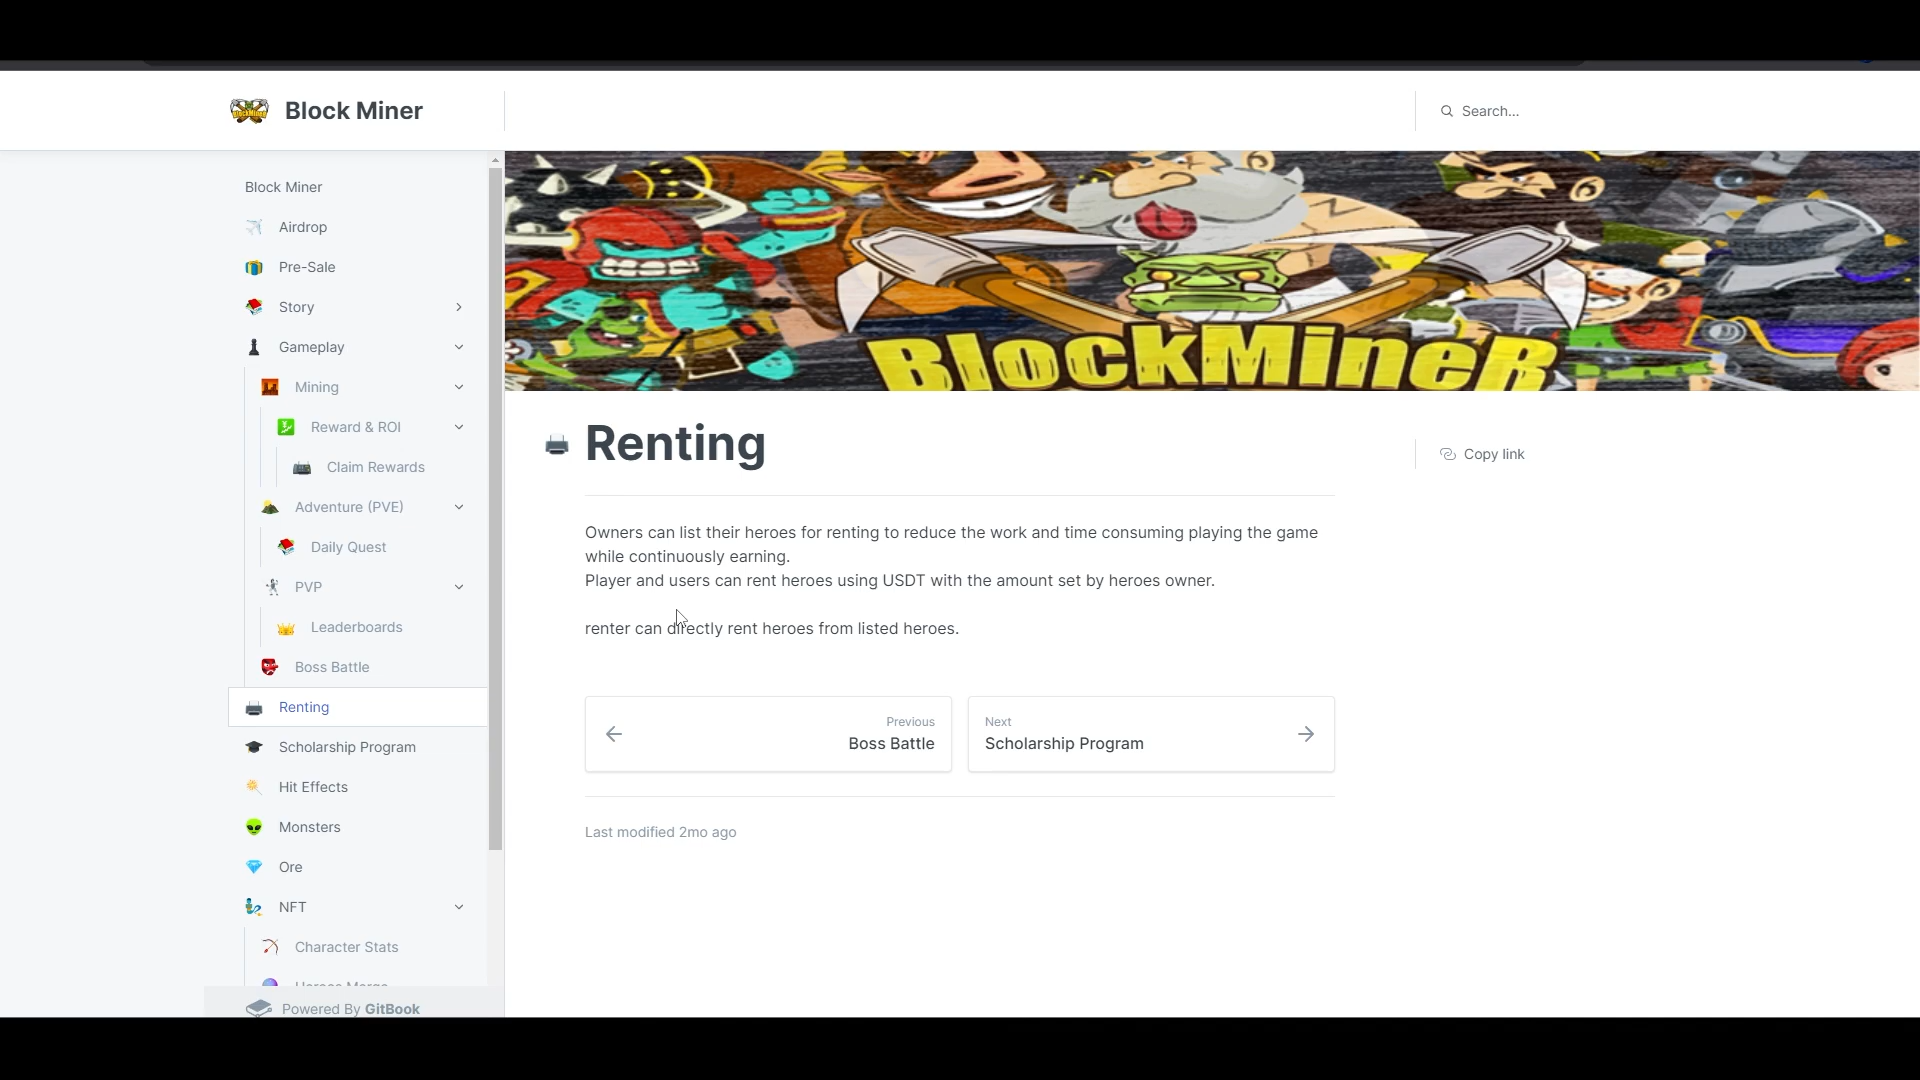 Block Miner
Search...
Block Miner
Airdrop
Pre-Sale
Story
Gameplay
Mining
Reward & ROI
Claim Rewards
Adventure (PVE)
Daily Quest
PVP
Leaderboards
Boss Battle
Renting
Scholarship Program
Hit Effects
Monsters
Ore
NFT
Character Stats
Heroes Merge
Powered By GitBook
BlockMineR
Renting
Copy link
Owners can list their heroes for renting to reduce the work and time consuming playing the game
while continuously earning.
Player and users can rent heroes using USDT with the amount set by heroes owner.
renter can directly rent heroes from listed heroes.
Previous
Boss Battle
Next
Scholarship Program
Last modified 2mo ago